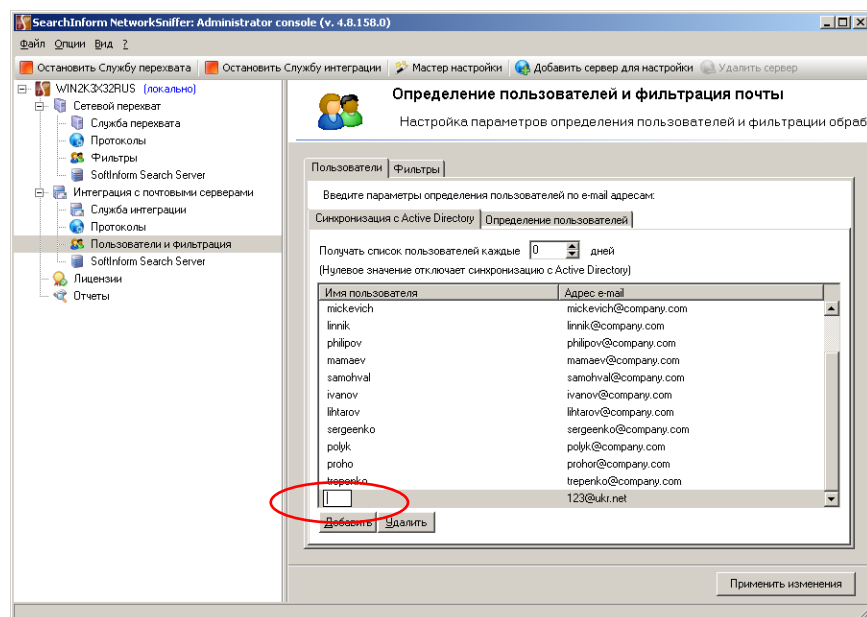 SearchInform NetworkSniffer: Administrator console (v. 4.8.158.0)
Файл Опции Вид ?
Остановить Службу перехвата Остановить Службу интеграции Мастер настройки Добавить сервер для настройки Удалить сервер
WIN2K3X32RUS (локально)
Сетевой перехват
Служба перехвата
Протоколы
Фильтры
SoftInform Search Server
Интеграция с почтовыми серверами
Служба интеграции
Протоколы
Пользователи и фильтрация
SoftInform Search Server
Лицензии
Отчеты
Определение пользователей и фильтрация почты
Настройка параметров определения пользователей и фильтрации обраб
Пользователи Фильтры
Введите параметры определения пользователей по e-mail адресам:
Синхронизация с Active Directory Определение пользователей
Получать список пользователей каждые 0 дней
(Нулевое значение отключает синхронизацию с Active Directory)
Имя пользователя Адрес e-mail
mickevich mickevich@company.com
linnik linnik@company.com
philipov philipov@company.com
mamaev mamaev@company.com
samohval samohval@company.com
ivanov ivanov@company.com
lihtarov lihtarov@company.com
sergeenko sergeenko@company.com
polyk polyk@company.com
proho prohor@company.com
trepenko trepenko@company.com
123@ukr.net
Добавить Удалить
Применить изменения